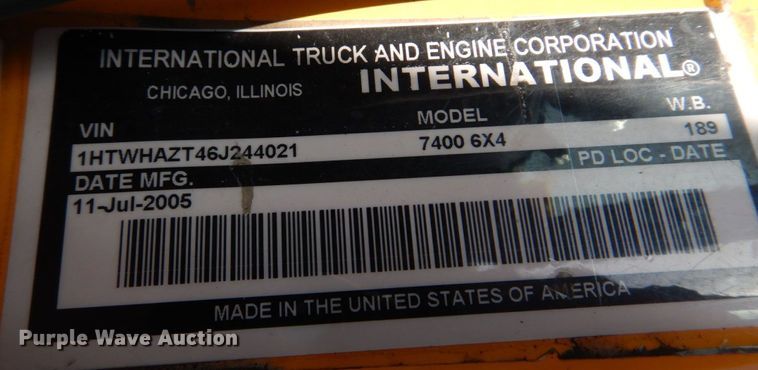 INTERNATIONAL TRUCK AND ENGINE CORPORATION
CHICAGO, ILLINOIS INTERNATIONAL®
VIN MODEL W.B.
1HTWHAZT46J244021 7400 6X4 189
DATE MFG. PD LOC - DATE
11-Jul-2005
MADE IN THE UNITED STATES OF AMERICA
Purple Wave Auction